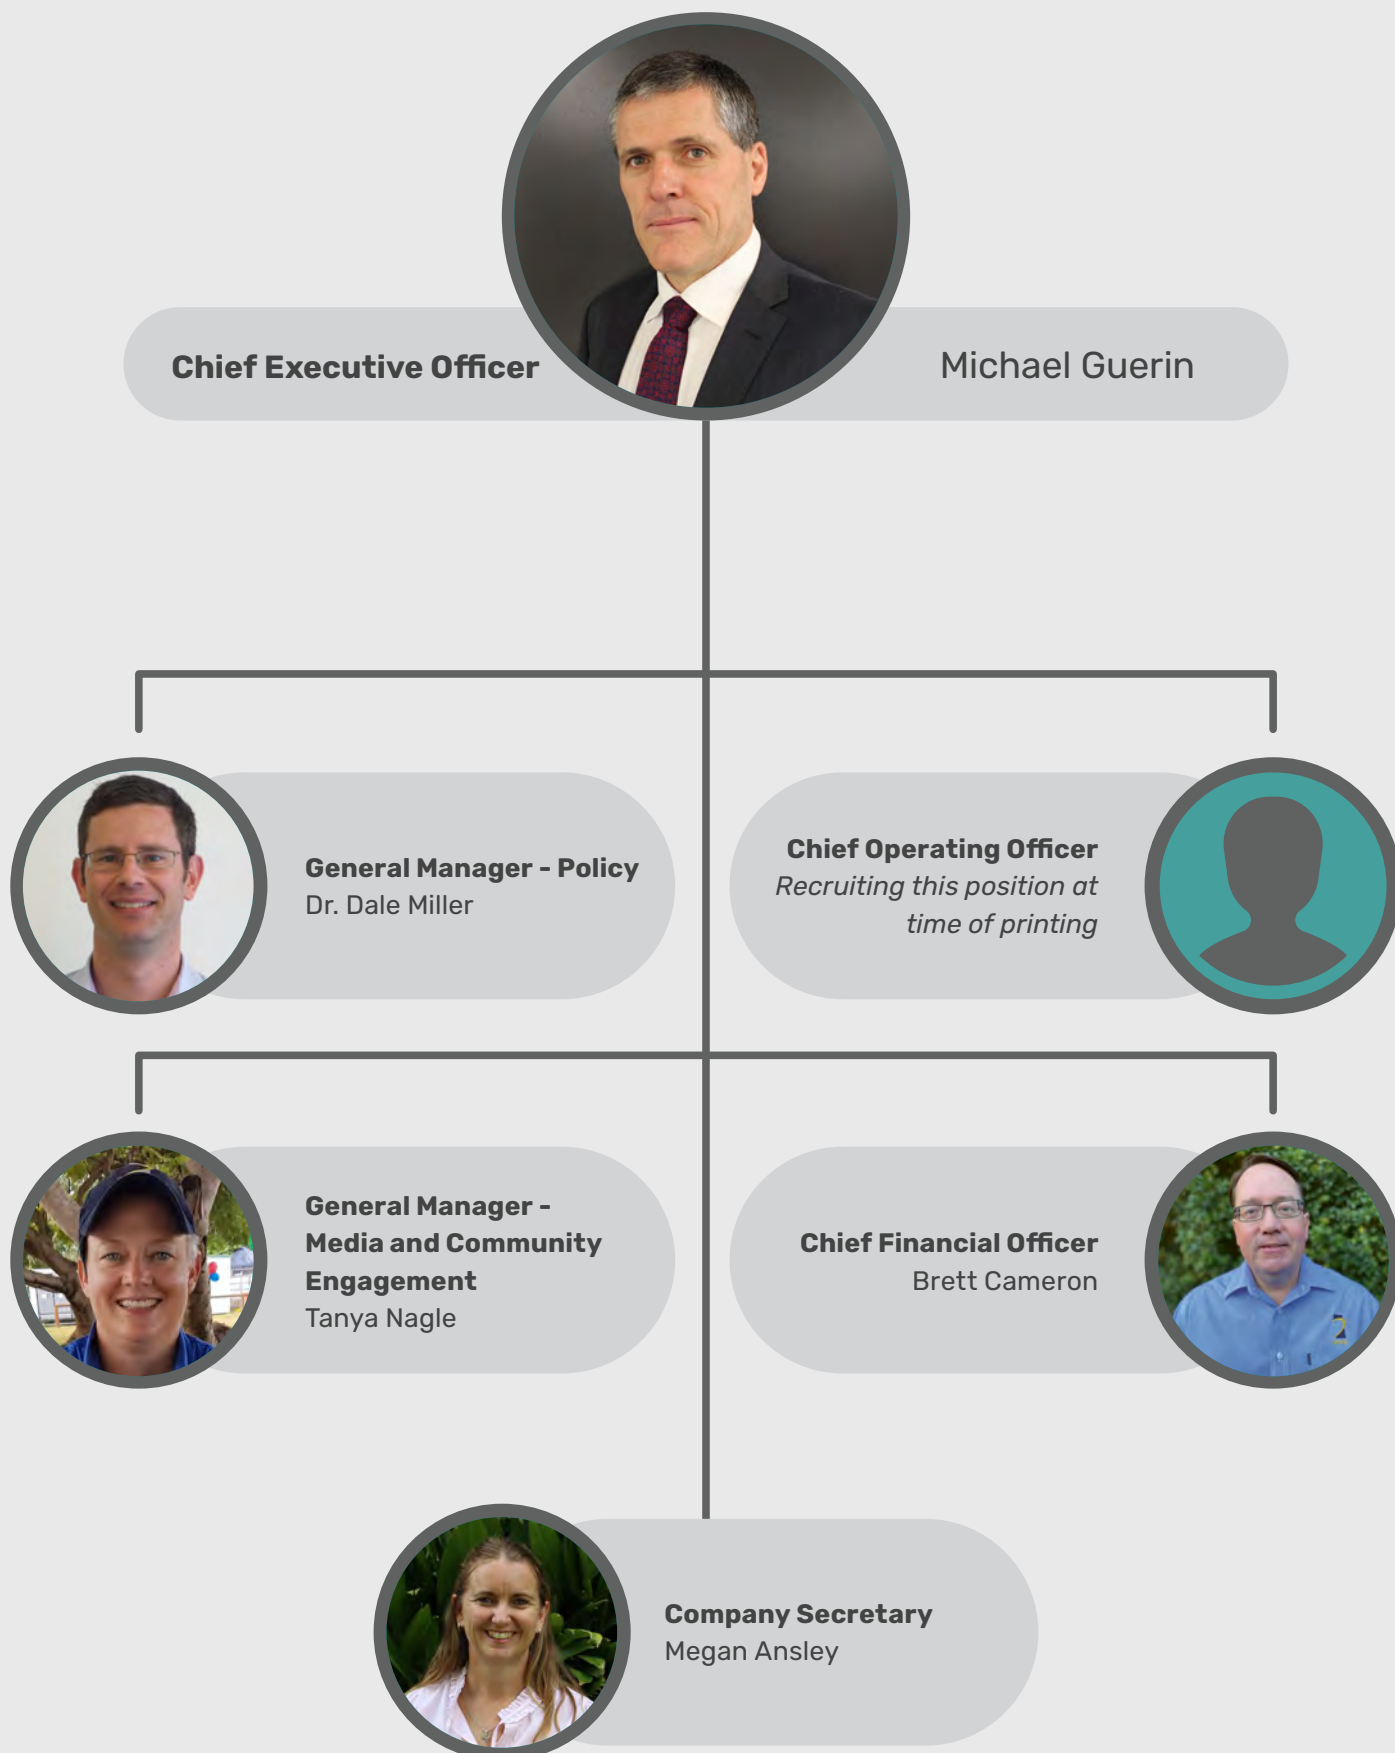 Chief Executive Officer
Michael Guerin
General Manager - Policy
Dr. Dale Miller
Chief Operating Officer
Recruiting this position at
time of printing
General Manager -
Media and Community
Engagement
Tanya Nagle
Chief Financial Officer
Brett Cameron
Company Secretary
Megan Ansley